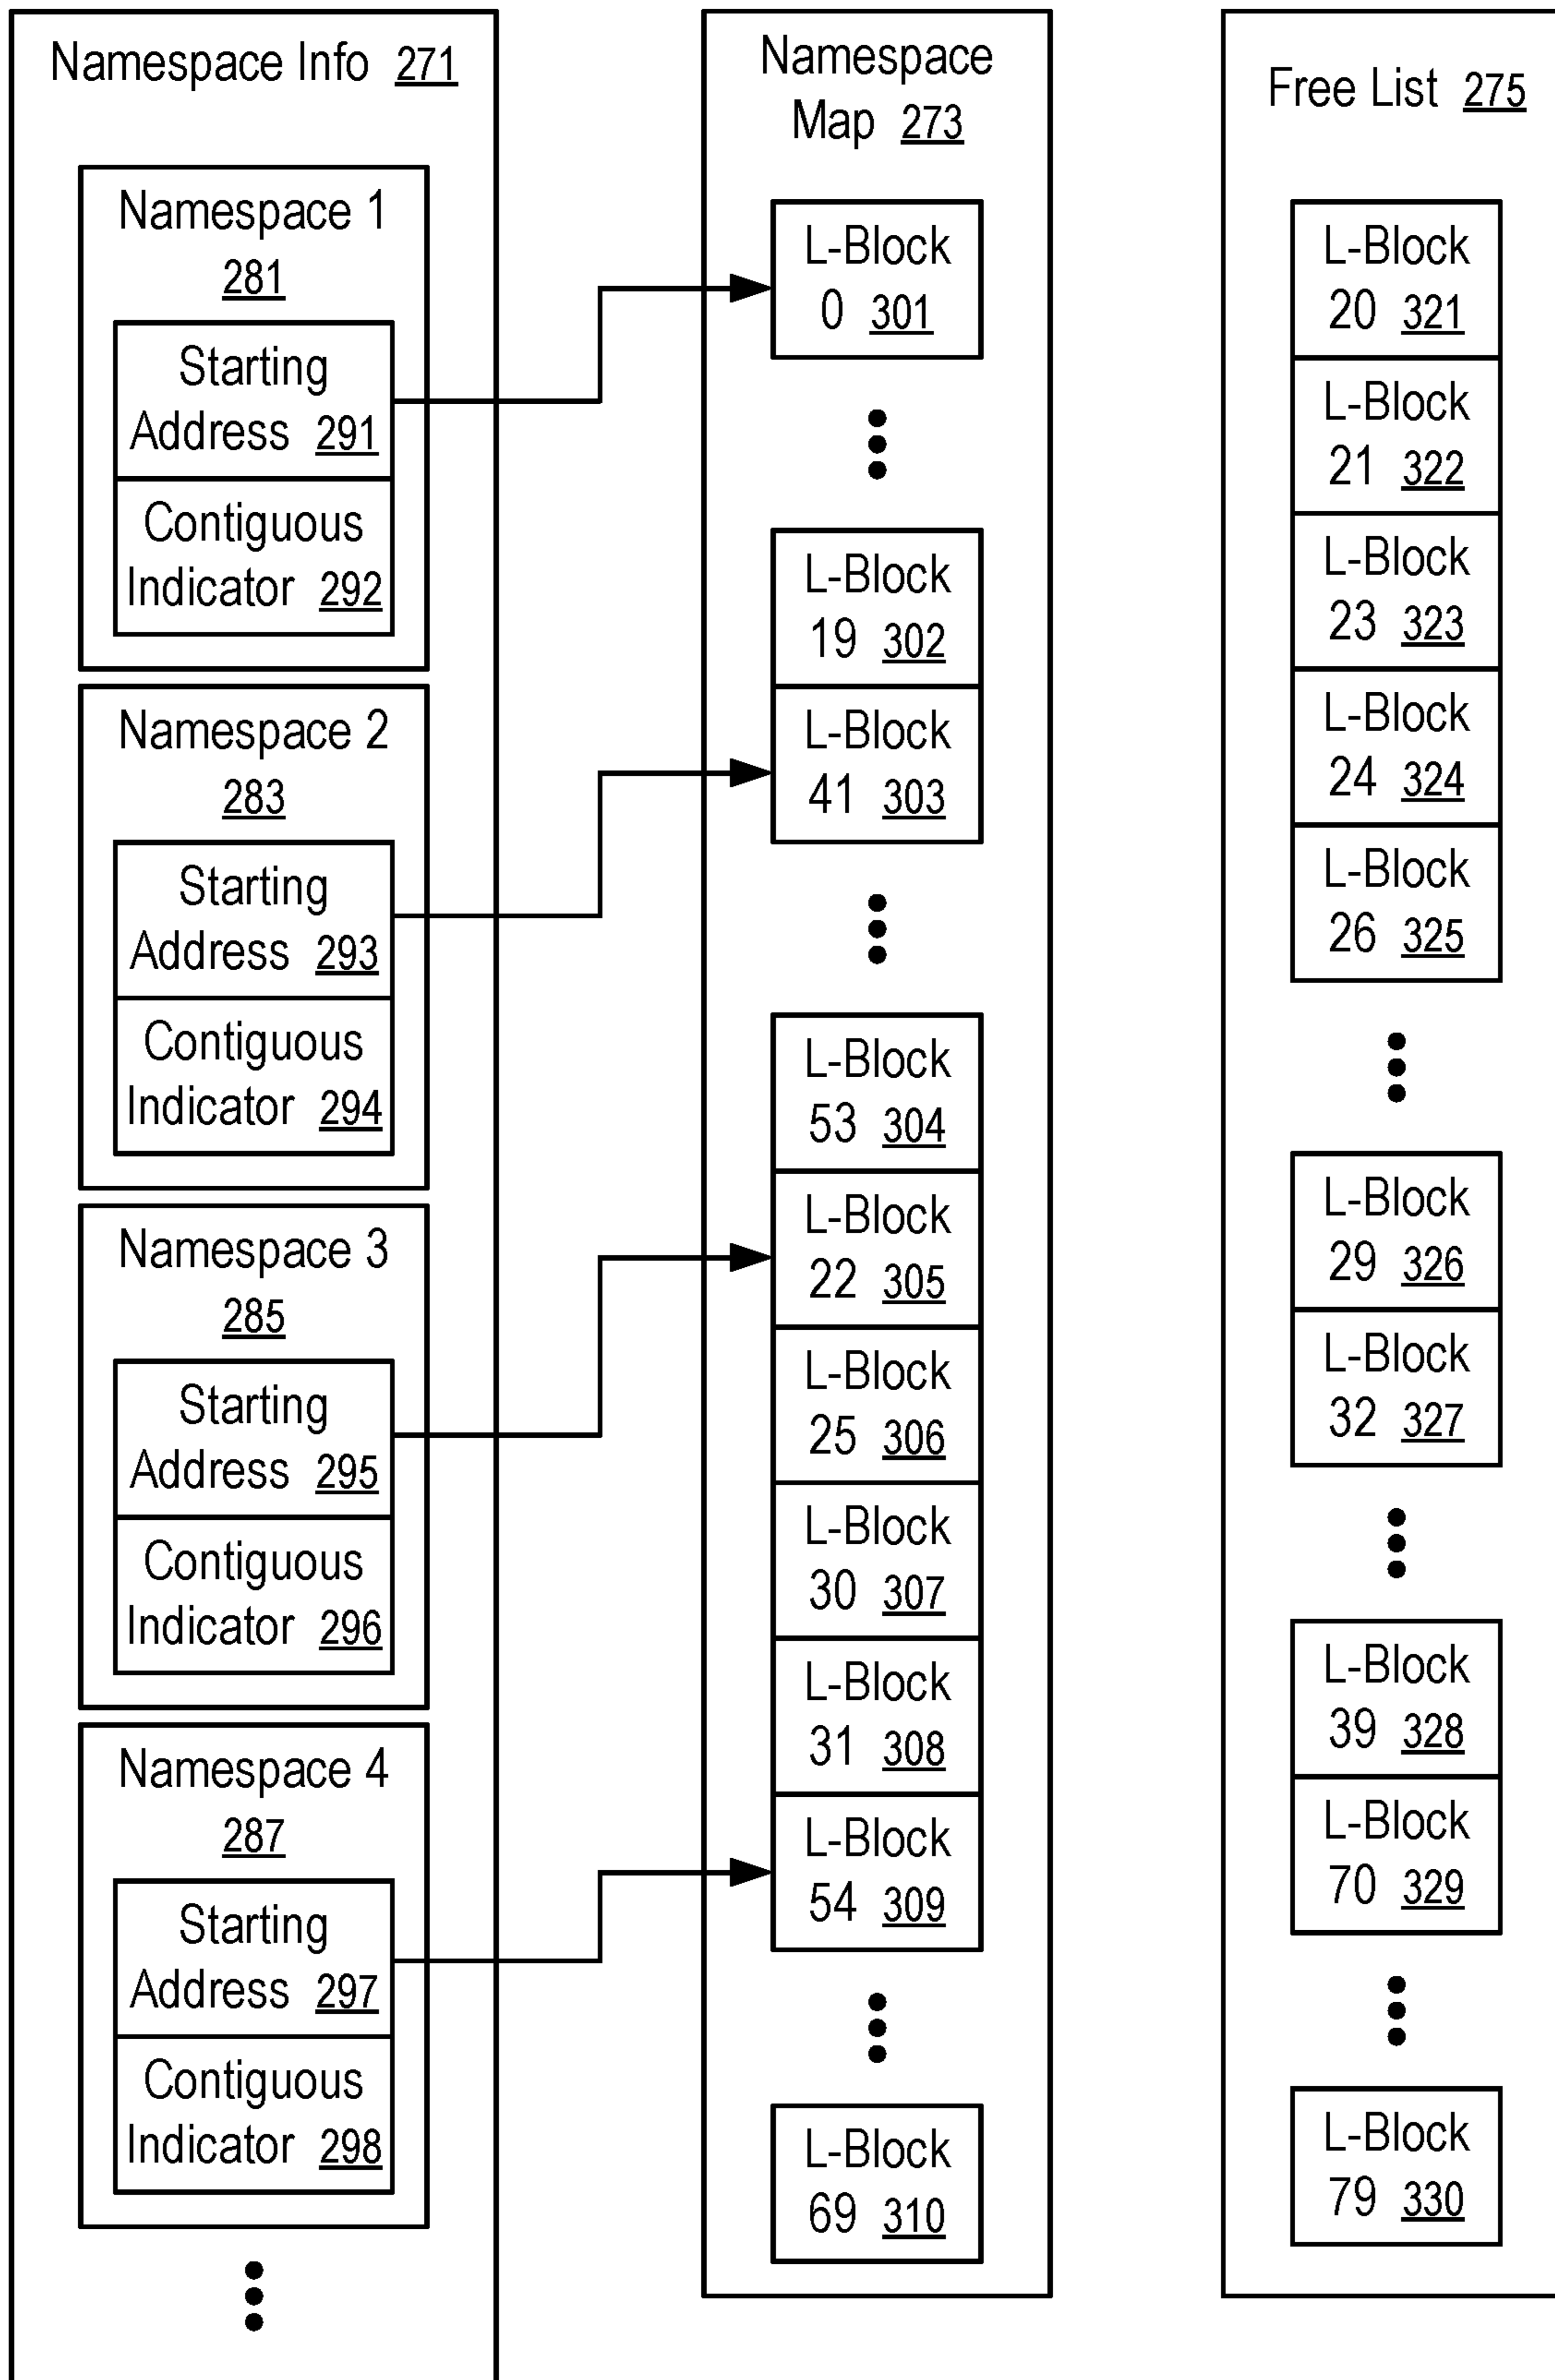 Namespace Info 271
Namespace 1
281
Starting
Address 291
Contiguous
Indicator 292
Namespace 2
283
Starting
Address 293
Contiguous
Indicator 294
Namespace 3
285
Starting
Address 295
Contiguous
Indicator 296
Namespace 4
287
Starting
Address 297
Contiguous
Indicator 298
Namespace
Map 273
L-Block
0 301
L-Block
19 302
L-Block
41 303
L-Block
53 304
L-Block
22 305
L-Block
25 306
L-Block
30 307
L-Block
31 308
L-Block
54 309
L-Block
69 310
Free List 275
L-Block
20 321
L-Block
21 322
L-Block
23 323
L-Block
24 324
L-Block
26 325
L-Block
29 326
L-Block
32 327
L-Block
39 328
L-Block
70 329
L-Block
79 330